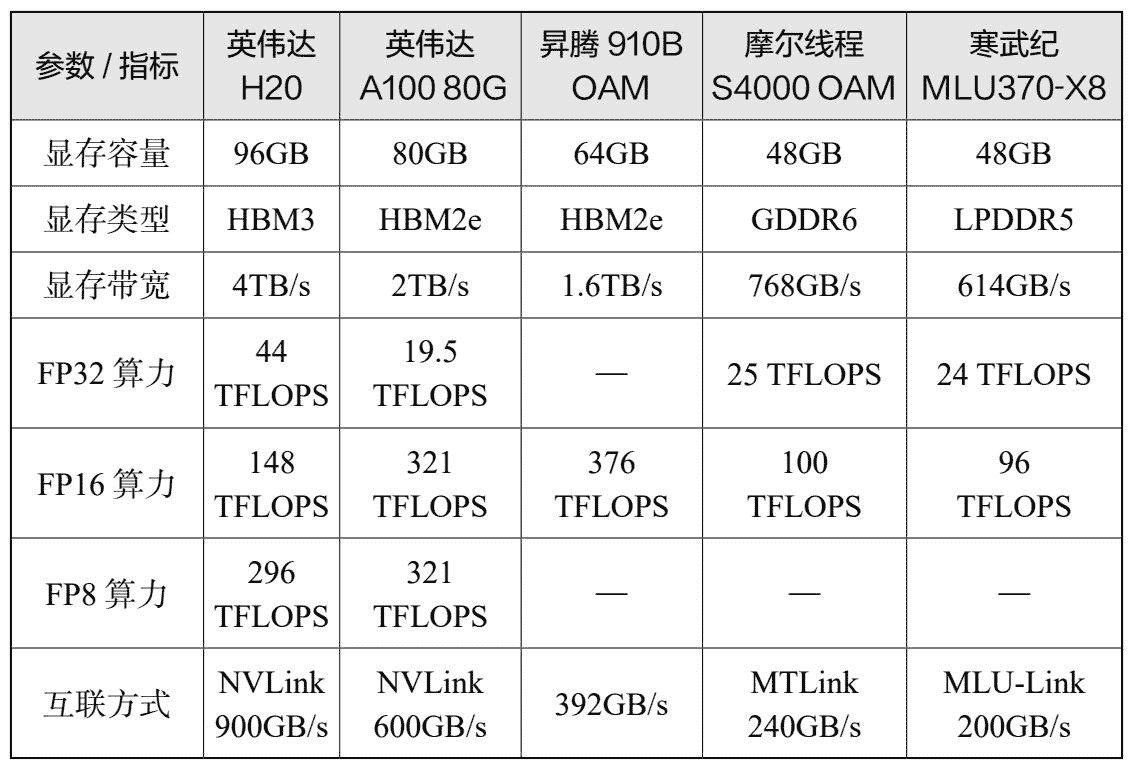 参数 / 指标 英伟达 H20 英伟达 A100 80G 昇腾 910B OAM 摩尔线程 S4000 OAM 寒武纪 MLU370-X8
显存容量 96GB 80GB 64GB 48GB 48GB
显存类型 HBM3 HBM2e HBM2e GDDR6 LPDDR5
显存带宽 4TB/s 2TB/s 1.6TB/s 768GB/s 614GB/s
FP32 算力 44 TFLOPS 19.5 TFLOPS — 25 TFLOPS 24 TFLOPS
FP16 算力 148 TFLOPS 321 TFLOPS 376 TFLOPS 100 TFLOPS 96 TFLOPS
FP8 算力 296 TFLOPS 321 TFLOPS — — —
互联方式 NVLink 900GB/s NVLink 600GB/s 392GB/s MTLink 240GB/s MLU-Link 200GB/s